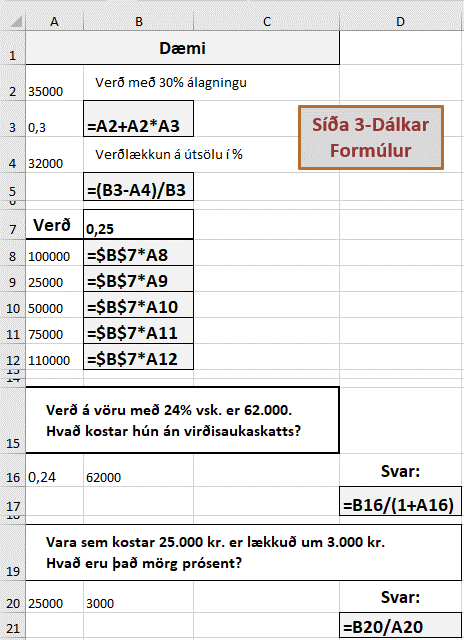 A B C D
1 Dæmi
2 35000 Verð með 30% álagningu
3 0,3 =A2+A2*A3
Síða 3-Dálkar
Formúlur
4 32000 Verðlækkun á útsölu í %
5 =(B3-A4)/B3
6
7 Verð 0,25
8 100000 =$B$7*A8
9 25000 =$B$7*A9
10 50000 =$B$7*A10
11 75000 =$B$7*A11
12 110000 =$B$7*A12
13
14
Verð á vöru með 24% vsk. er 62.000.
15 Hvað kostar hún án virðisaukaskatts?
16 0,24 62000 Svar:
17 =B16/(1+A16)
18
Vara sem kostar 25.000 kr. er lækkuð um 3.000 kr.
19 Hvað eru það mörg prósent?
20 25000 3000 Svar:
21 =B20/A20